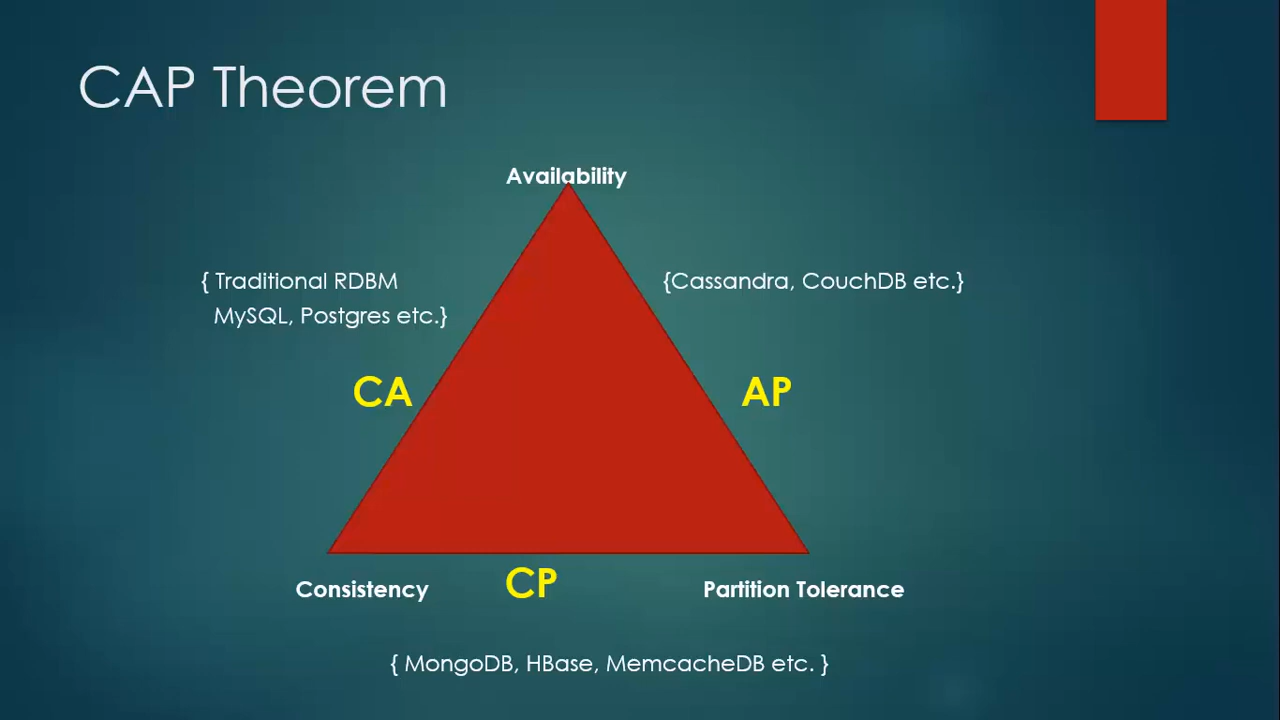 CAP Theorem
Availability
{ Traditional RDBM
MySQL, Postgres etc.}
{Cassandra, CouchDB etc.}
CA
AP
Consistency
CP
Partition Tolerance
{ MongoDB, HBase, MemcacheDB etc. }